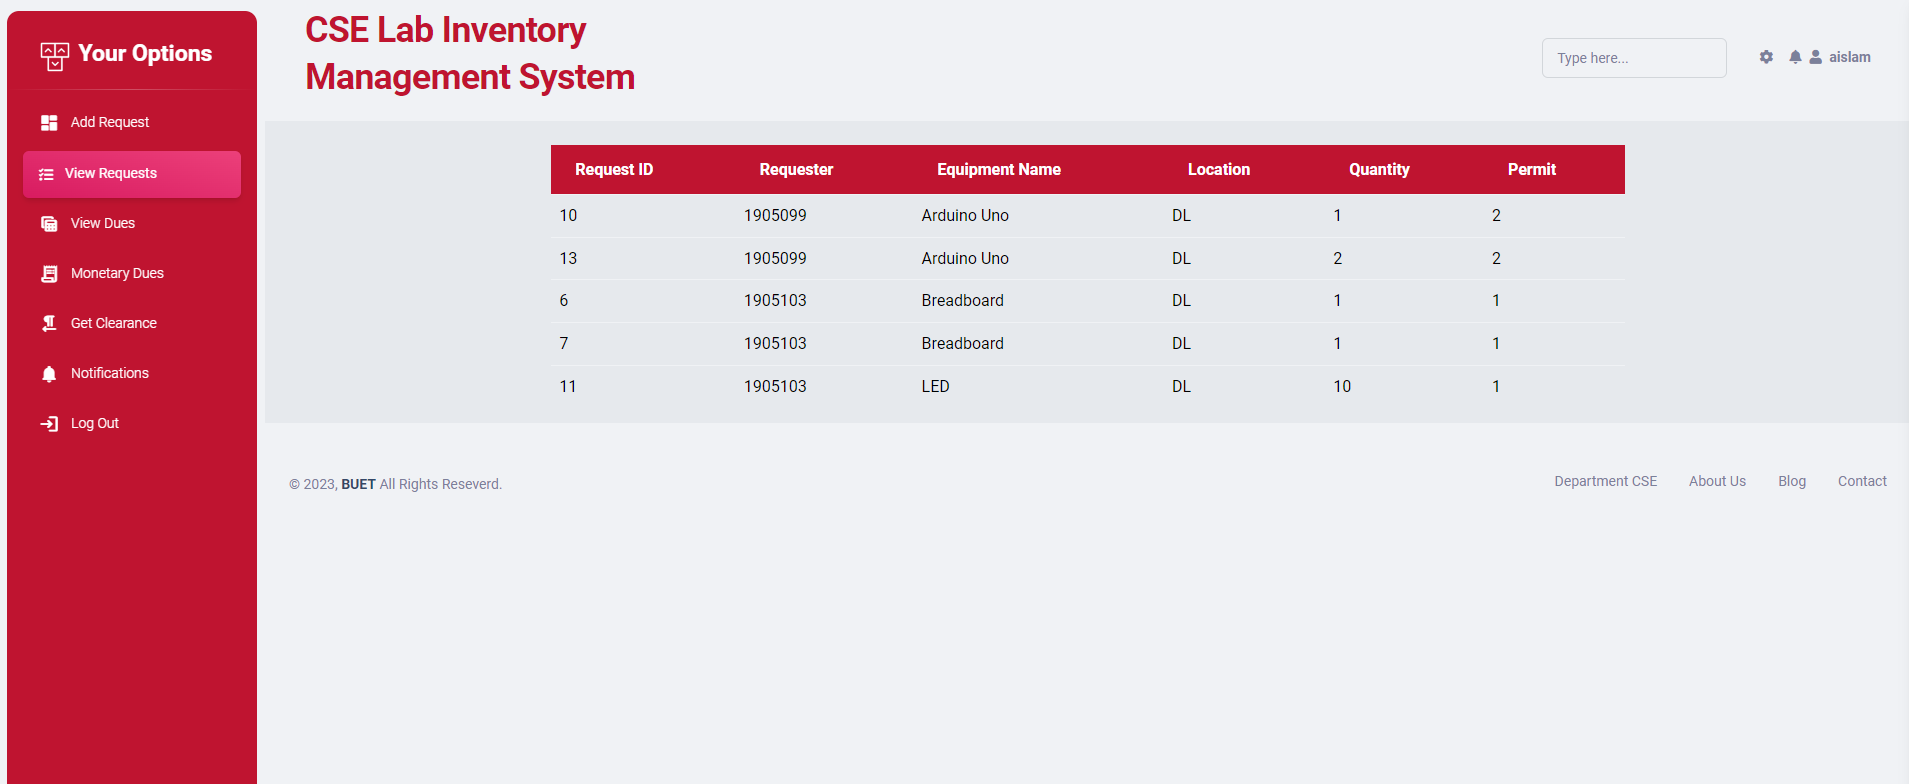 Your Options
Add Request
View Requests
View Dues
Monetary Dues
Get Clearance
Notifications
Log Out
CSE Lab Inventory
Management System
Type here...
aislam
Request ID Requester Equipment Name Location Quantity Permit
10 1905099 Arduino Uno DL 1 2
13 1905099 Arduino Uno DL 2 2
6 1905103 Breadboard DL 1 1
7 1905103 Breadboard DL 1 1
11 1905103 LED DL 10 1
© 2023, BUET All Rights Reseverd.
Department CSE About Us Blog Contact